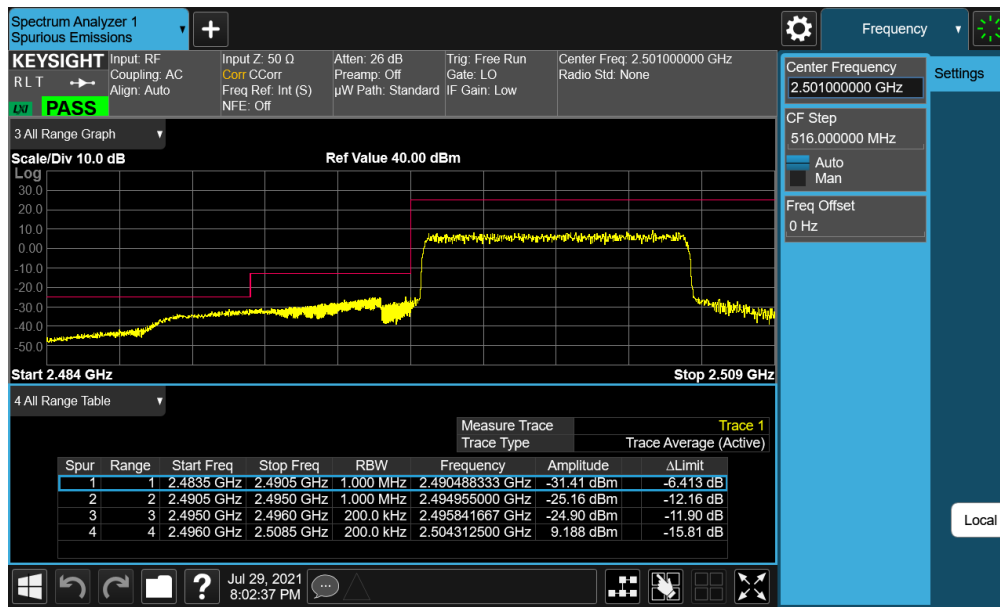 Spectrum Analyzer 1
Spurious Emissions
Frequency
KEYSIGHT
RLT
LXI
PASS
Input: RF
Coupling: AC
Align: Auto
Input Z: 50 Ω
Corr CCorr
Freq Ref: Int (S)
NFE: Off
Atten: 26 dB
Preamp: Off
µW Path: Standard
Trig: Free Run
Gate: LO
IF Gain: Low
Center Freq: 2.501000000 GHz
Radio Std: None
Center Frequency
2.501000000 GHz
Settings
CF Step
516.000000 MHz
Auto
Man
Freq Offset
0 Hz
3 All Range Graph
Scale/Div 10.0 dB
Ref Value 40.00 dBm
Log
30.0
20.0
10.0
0.00
-10.0
-20.0
-30.0
-40.0
-50.0
Start 2.484 GHz
Stop 2.509 GHz
4 All Range Table
Measure Trace Trace 1
Trace Type Trace Average (Active)
Spur Range Start Freq Stop Freq RBW Frequency Amplitude ΔLimit
1 1 2.4835 GHz 2.4905 GHz 1.000 MHz 2.490488333 GHz -31.41 dBm -6.413 dB
2 2 2.4905 GHz 2.4950 GHz 1.000 MHz 2.494955000 GHz -25.16 dBm -12.16 dB
3 3 2.4950 GHz 2.4960 GHz 200.0 kHz 2.495841667 GHz -24.90 dBm -11.90 dB
4 4 2.4960 GHz 2.5085 GHz 200.0 kHz 2.504312500 GHz 9.188 dBm -15.81 dB
Local
?
Jul 29, 2021
8:02:37 PM